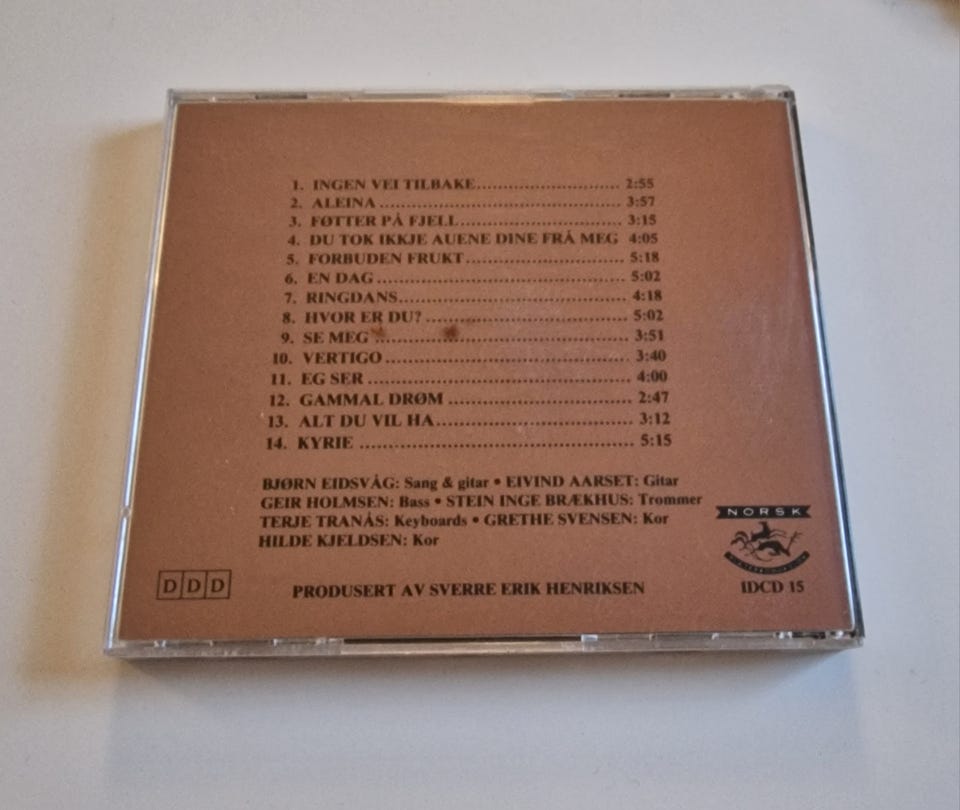 1. INGEN VEI TILBAKE.......................... 2:55
2. ALEINA............................................ 3:57
3. FØTTER PÅ FJELL.............................. 3:15
4. DU TOK IKKJE AUENE DINE FRÅ MEG 4:05
5. FORBUDEN FRUKT............................. 5:18
6. EN DAG............................................ 5:02
7. RINGDANS........................................ 4:18
8. HVOR ER DU?................................... 5:02
9. SE MEG............................................ 3:51
10. VERTIGO......................................... 3:40
11. EG SER............................................ 4:00
12. GAMMAL DRØM................................ 2:47
13. ALT DU VIL HA................................. 3:12
14. KYRIE............................................. 5:15
BJØRN EIDSVÅG: Sang & gitar • EIVIND AARSET: Gitar
GEIR HOLMSEN: Bass • STEIN INGE BRÆKHUS: Trommer
TERJE TRANÅS: Keyboards • GRETHE SVENSEN: Kor
HILDE KJELDSEN: Kor
NORSK
DDD
PRODUSERT AV SVERRE ERIK HENRIKSEN
IDCD 15